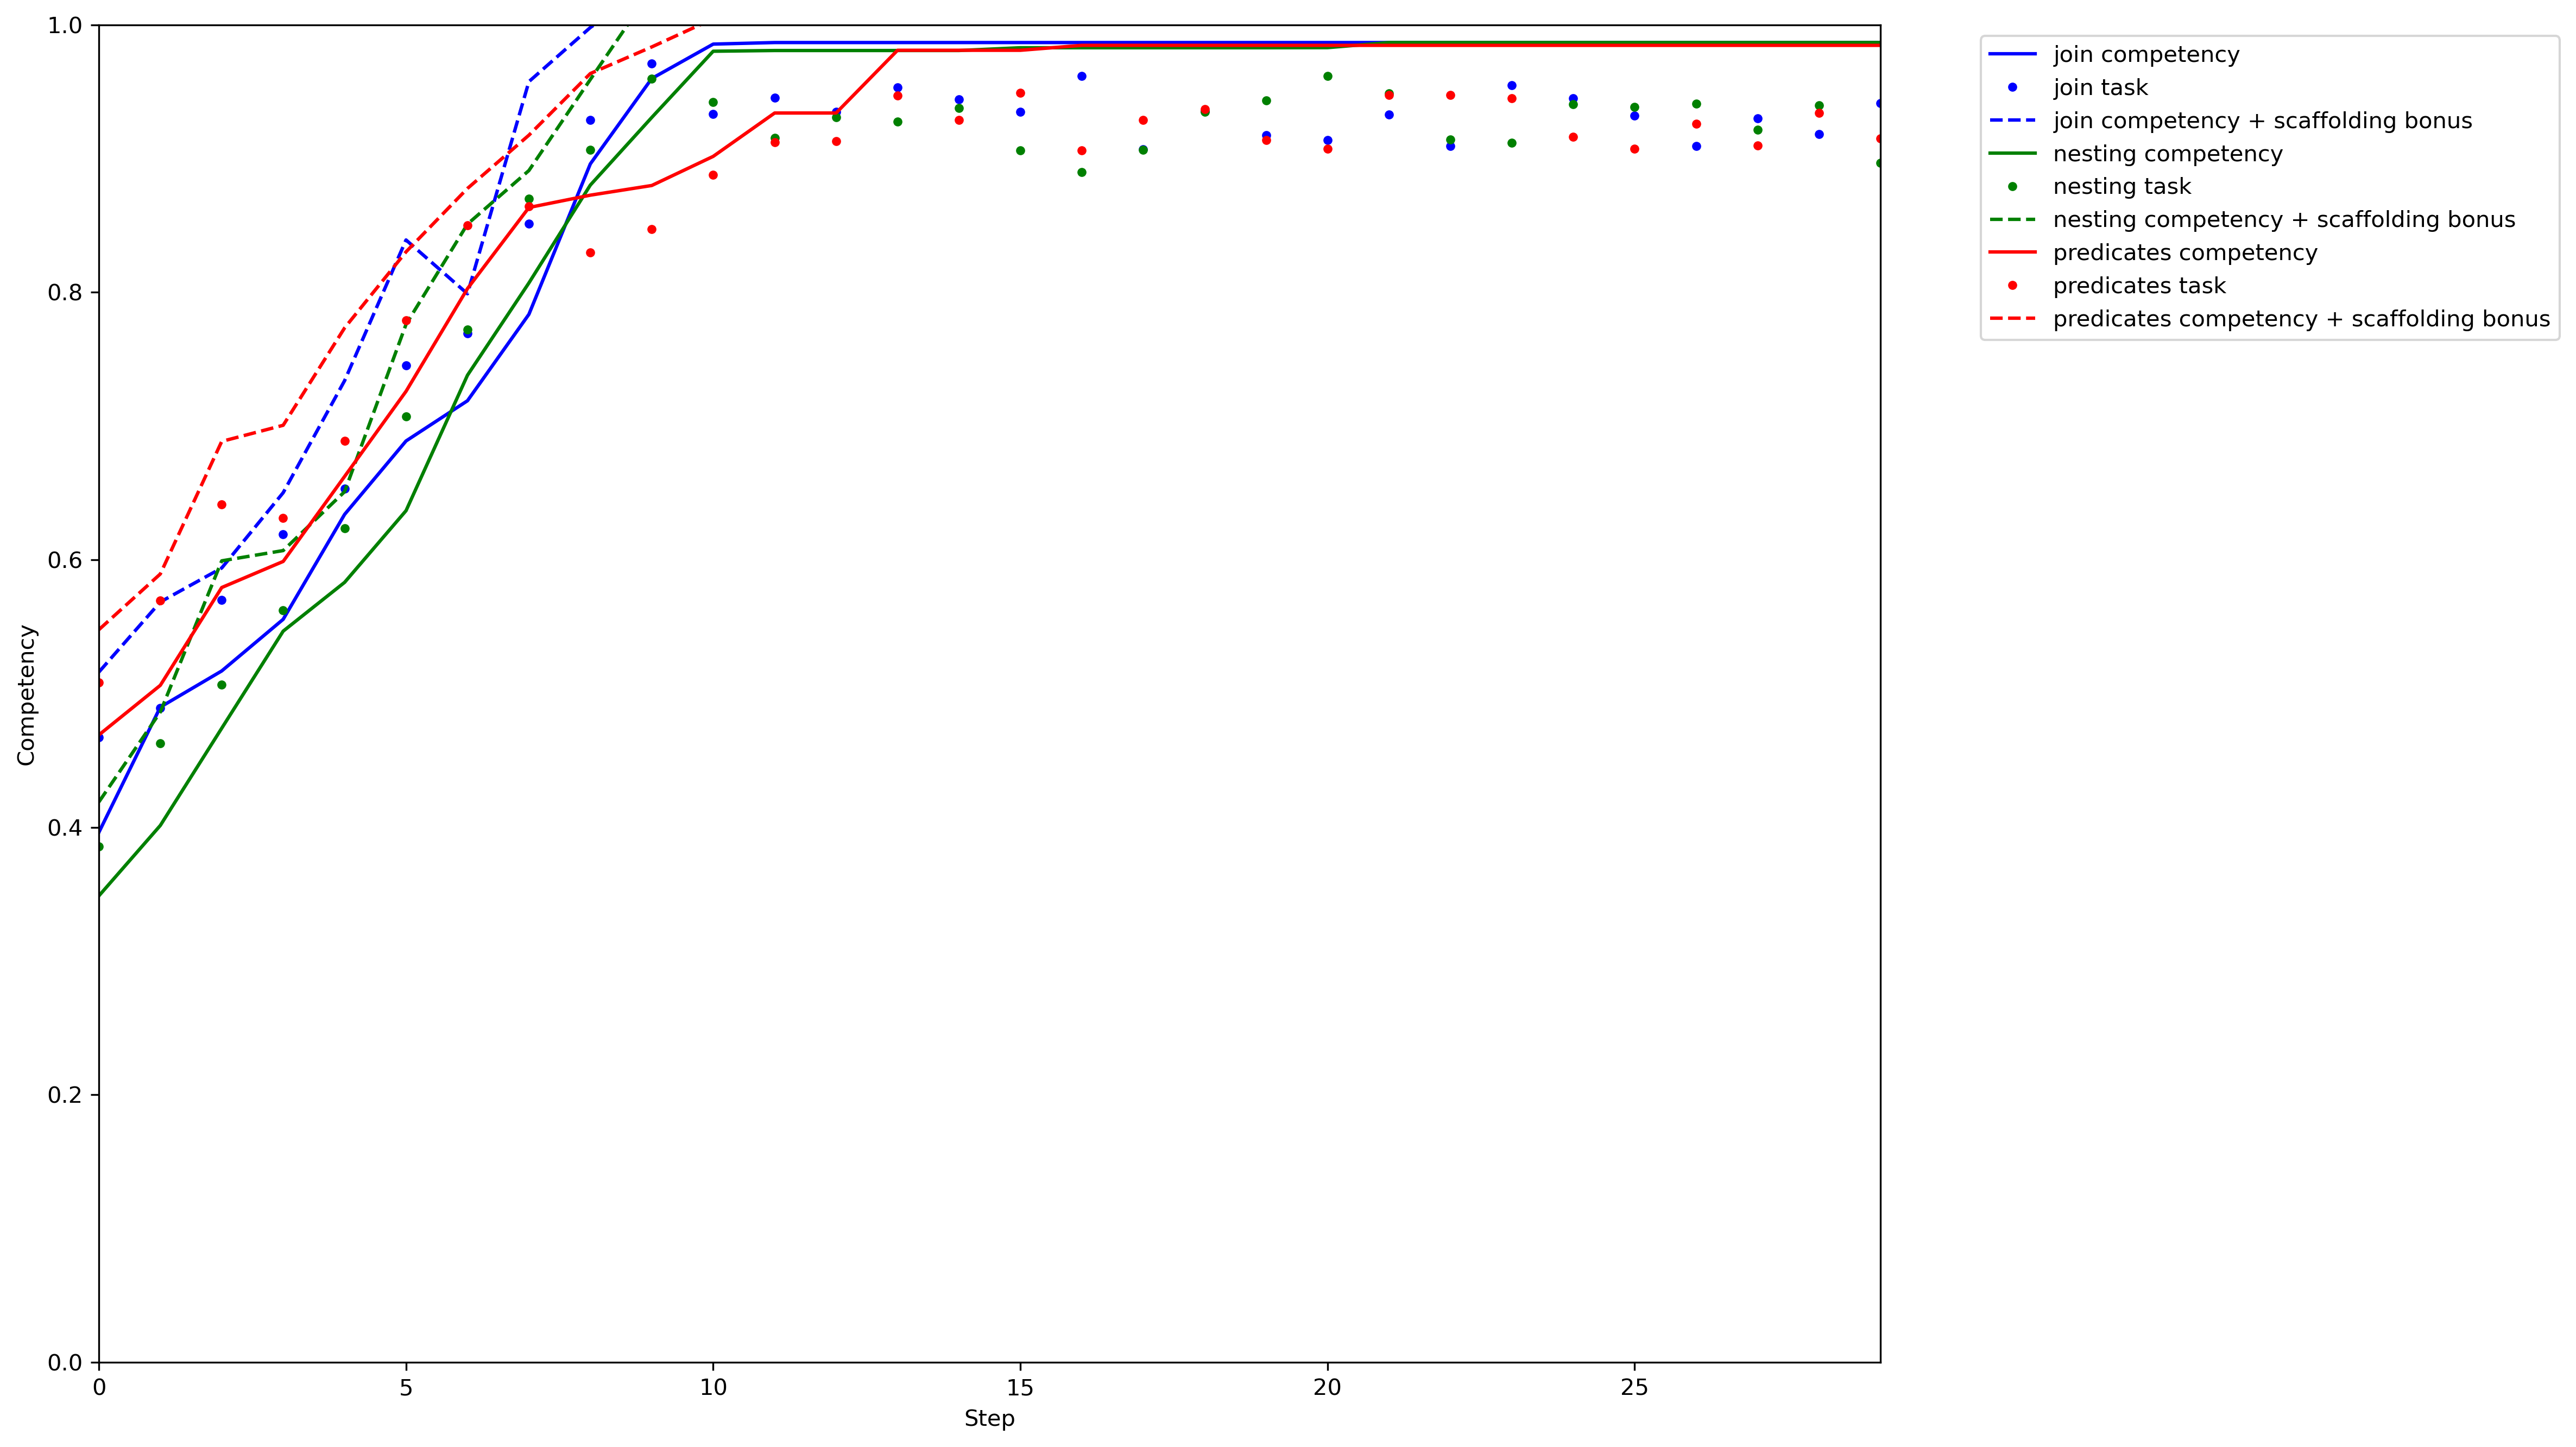 1.0
0.8
0.6
0.4
0.2
0.0
Competency
0 5 10 15 20 25
Step
join competency
join task
join competency + scaffolding bonus
nesting competency
nesting task
nesting competency + scaffolding bonus
predicates competency
predicates task
predicates competency + scaffolding bonus